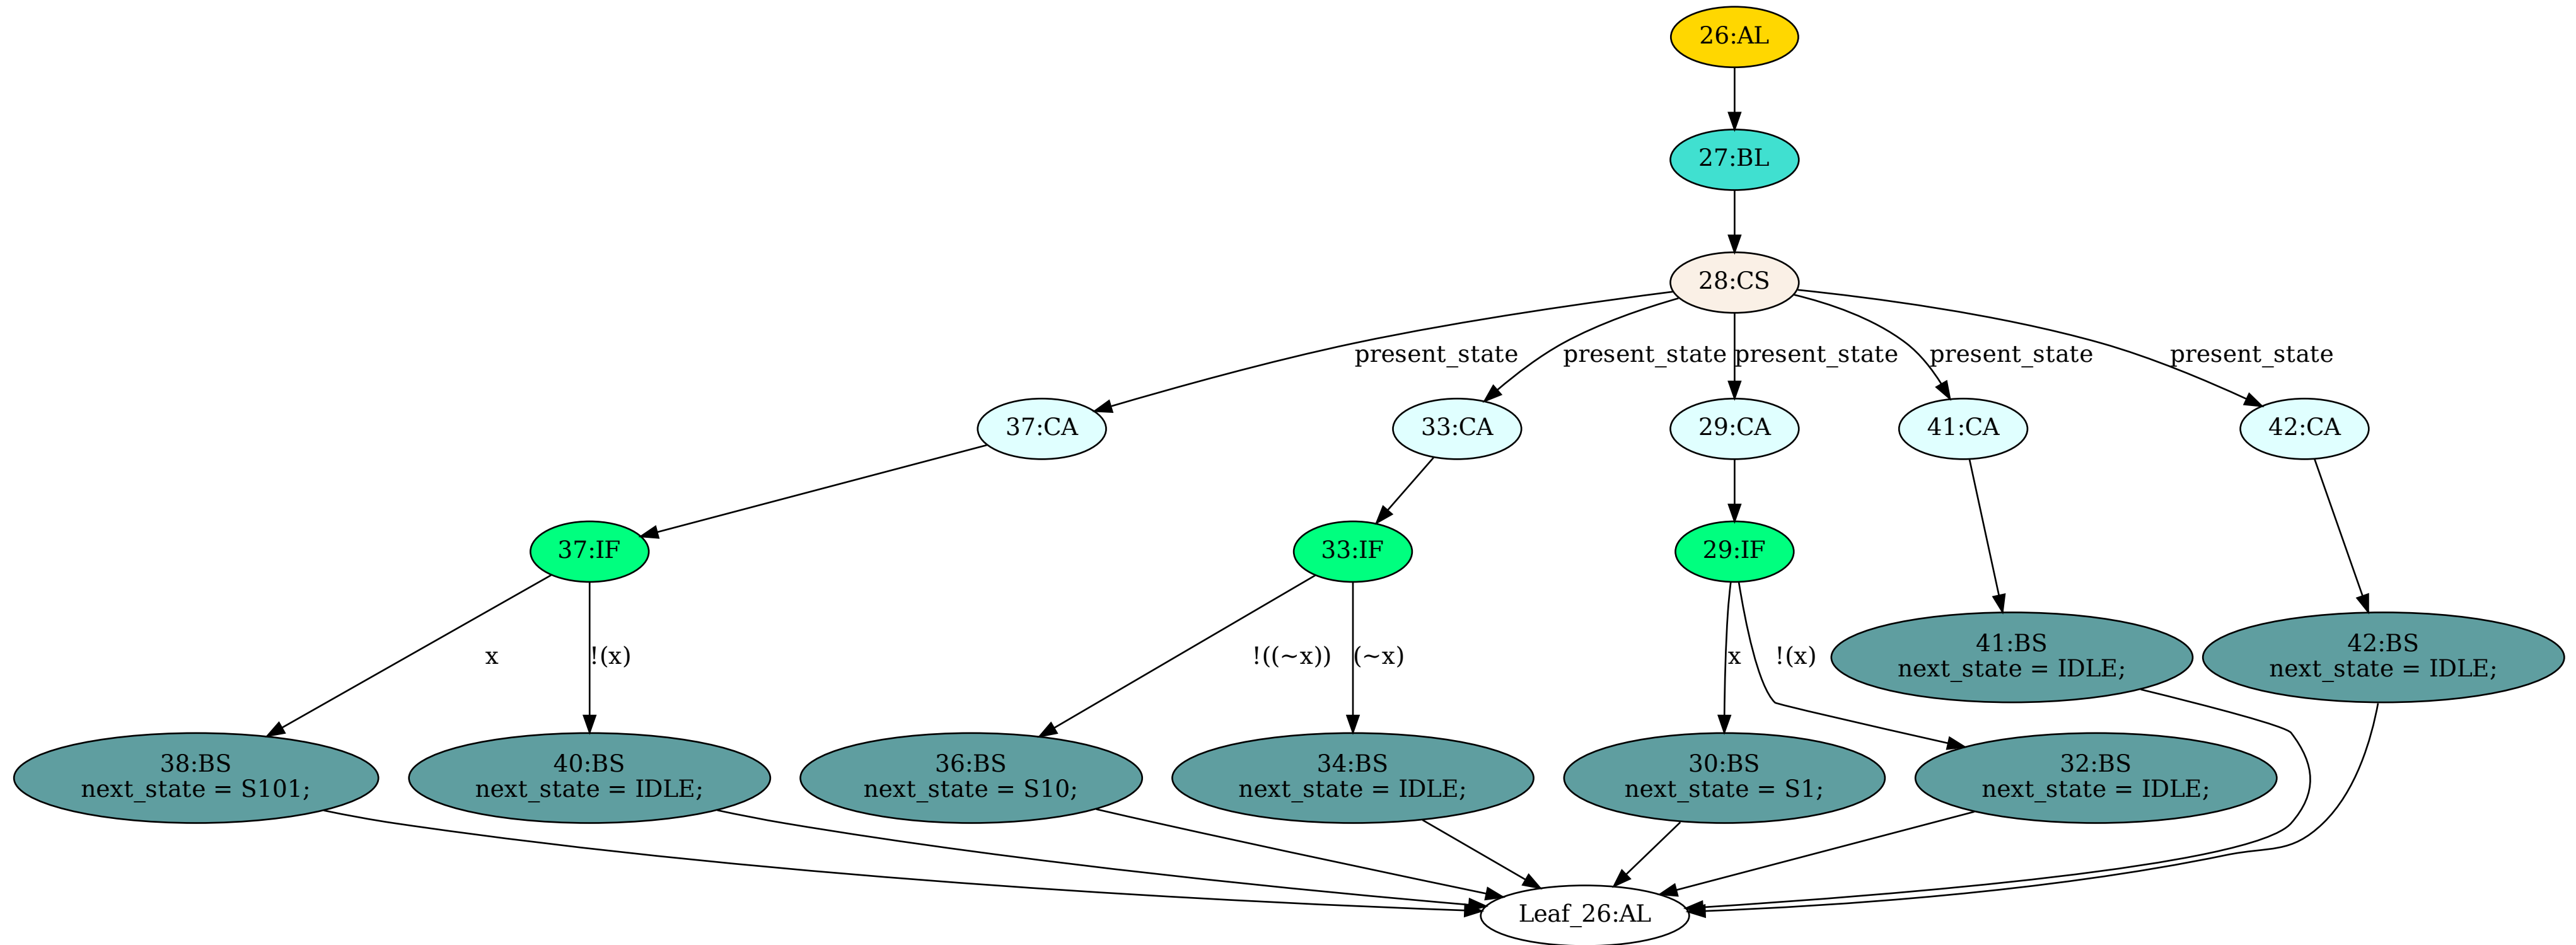 26:AL
27:BL
28:CS
present_state
present_state
present_state
present_state
present_state
37:CA
33:CA
29:CA
41:CA
42:CA
37:IF
33:IF
29:IF
x
!(x)
!((~x))
(~x)
x
!(x)
41:BS
next_state = IDLE;
42:BS
next_state = IDLE;
38:BS
next_state = S101;
40:BS
next_state = IDLE;
36:BS
next_state = S10;
34:BS
next_state = IDLE;
30:BS
next_state = S1;
32:BS
next_state = IDLE;
Leaf_26:AL